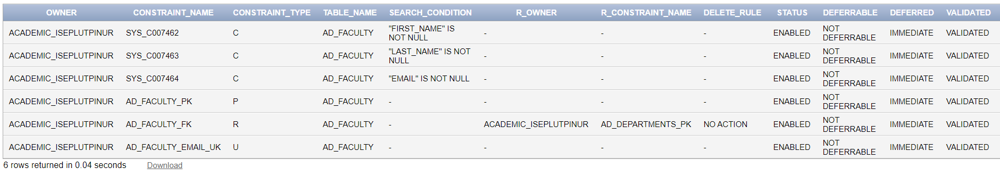 OWNER CONSTRAINT_NAME CONSTRAINT_TYPE TABLE_NAME SEARCH_CONDITION R_OWNER R_CONSTRAINT_NAME DELETE_RULE STATUS DEFERRABLE DEFERRED VALIDATED
ACADEMIC_ISEPLUTPINUR SYS_C007462 C AD_FACULTY "FIRST_NAME" IS NOT NULL - - - ENABLED NOT DEFERRABLE IMMEDIATE VALIDATED
ACADEMIC_ISEPLUTPINUR SYS_C007463 C AD_FACULTY "LAST_NAME" IS NOT NULL - - - ENABLED NOT DEFERRABLE IMMEDIATE VALIDATED
ACADEMIC_ISEPLUTPINUR SYS_C007464 C AD_FACULTY "EMAIL" IS NOT NULL - - - ENABLED NOT DEFERRABLE IMMEDIATE VALIDATED
ACADEMIC_ISEPLUTPINUR AD_FACULTY_PK P AD_FACULTY - - - - ENABLED NOT DEFERRABLE IMMEDIATE VALIDATED
ACADEMIC_ISEPLUTPINUR AD_FACULTY_FK R AD_FACULTY - ACADEMIC_ISEPLUTPINUR AD_DEPARTMENTS_PK NO ACTION ENABLED NOT DEFERRABLE IMMEDIATE VALIDATED
ACADEMIC_ISEPLUTPINUR AD_FACULTY_EMAIL_UK U AD_FACULTY - - - - ENABLED NOT DEFERRABLE IMMEDIATE VALIDATED
6 rows returned in 0.04 seconds Download